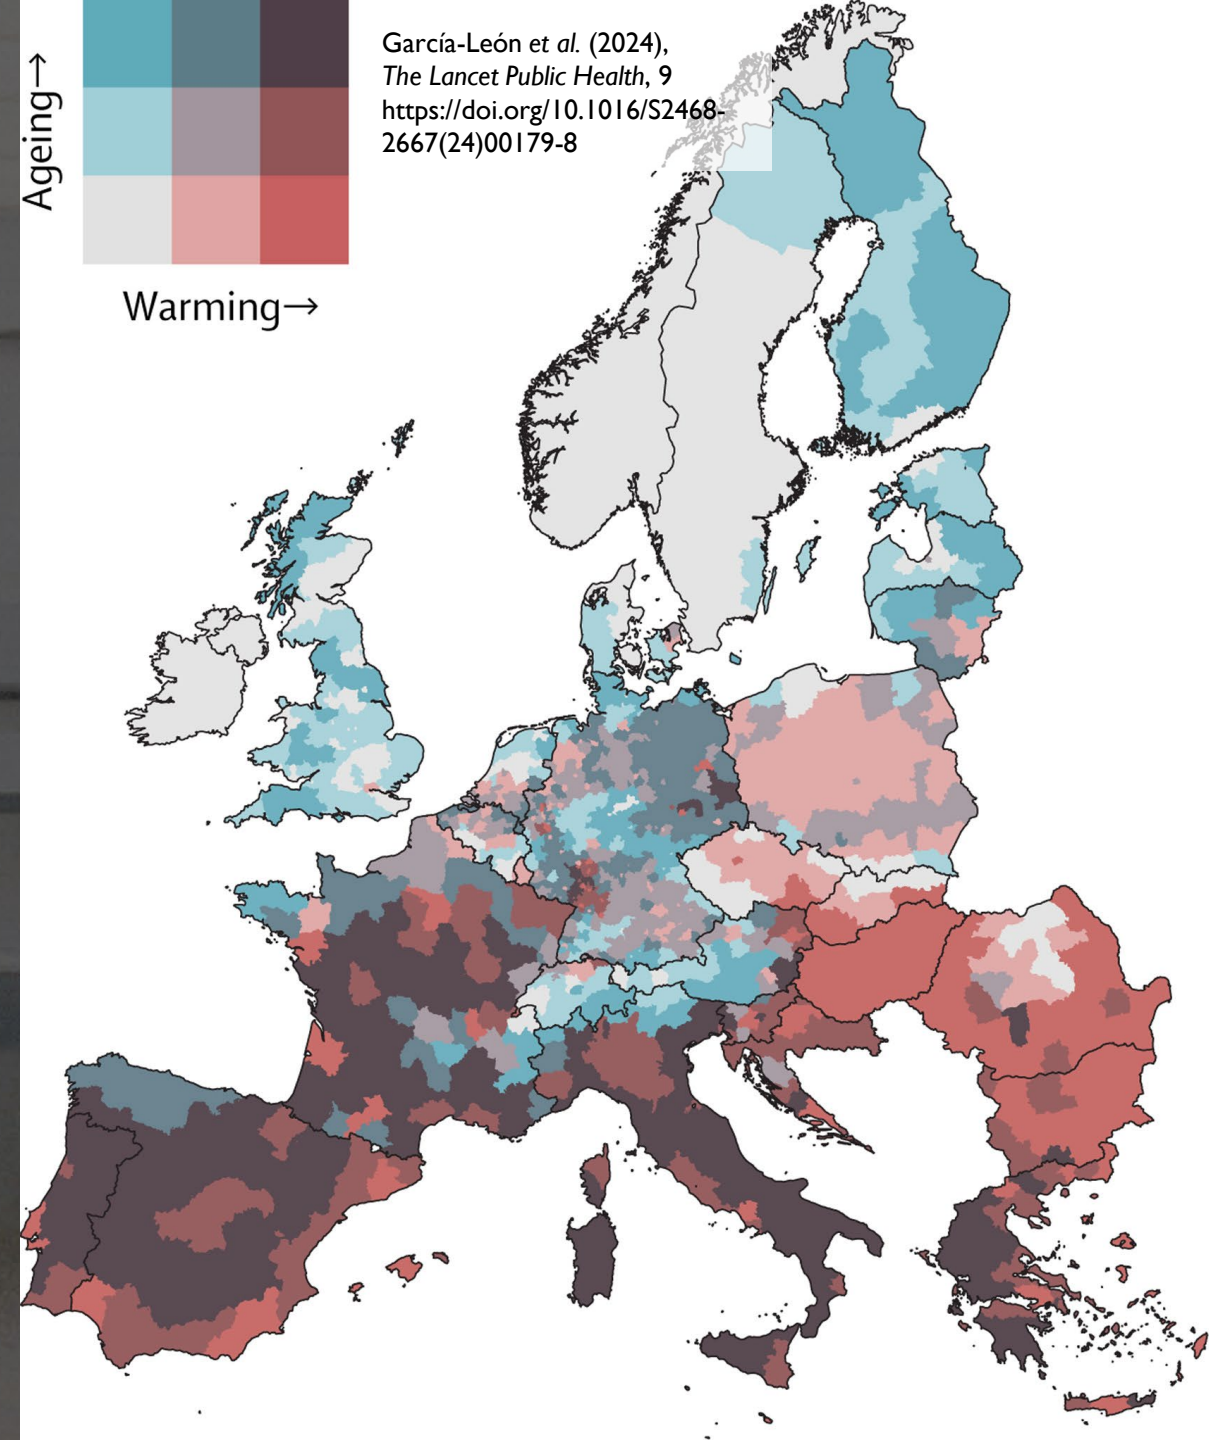 García-León et al. (2024),
The Lancet Public Health, 9
https://doi.org/10.1016/S2468-
2667(24)00179-8
Ageing→
Warming→